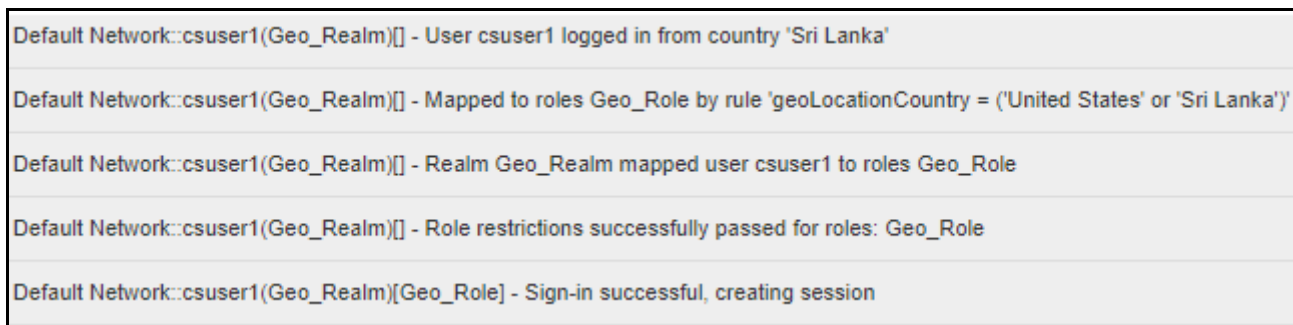 Default Network::csuser1(Geo_Realm)[] - User csuser1 logged in from country 'Sri Lanka'
Default Network::csuser1(Geo_Realm)[] - Mapped to roles Geo_Role by rule 'geoLocationCountry = ('United States' or 'Sri Lanka')'
Default Network::csuser1(Geo_Realm)[] - Realm Geo_Realm mapped user csuser1 to roles Geo_Role
Default Network::csuser1(Geo_Realm)[] - Role restrictions successfully passed for roles: Geo_Role
Default Network::csuser1(Geo_Realm)[Geo_Role] - Sign-in successful, creating session